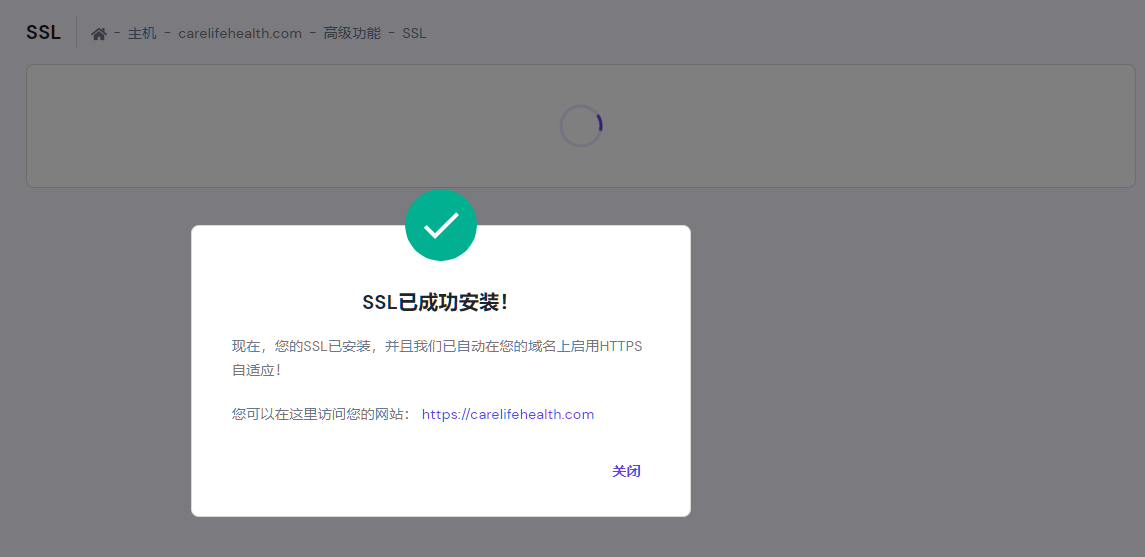 SSL
- 主机 - carelifehealth.com - 高级功能 - SSL
SSL已成功安装!
现在，您的SSL已安装，并且我们已自动在您的域名上启用HTTPS
自适应!
您可以在这里访问您的网站： https://carelifehealth.com
关闭